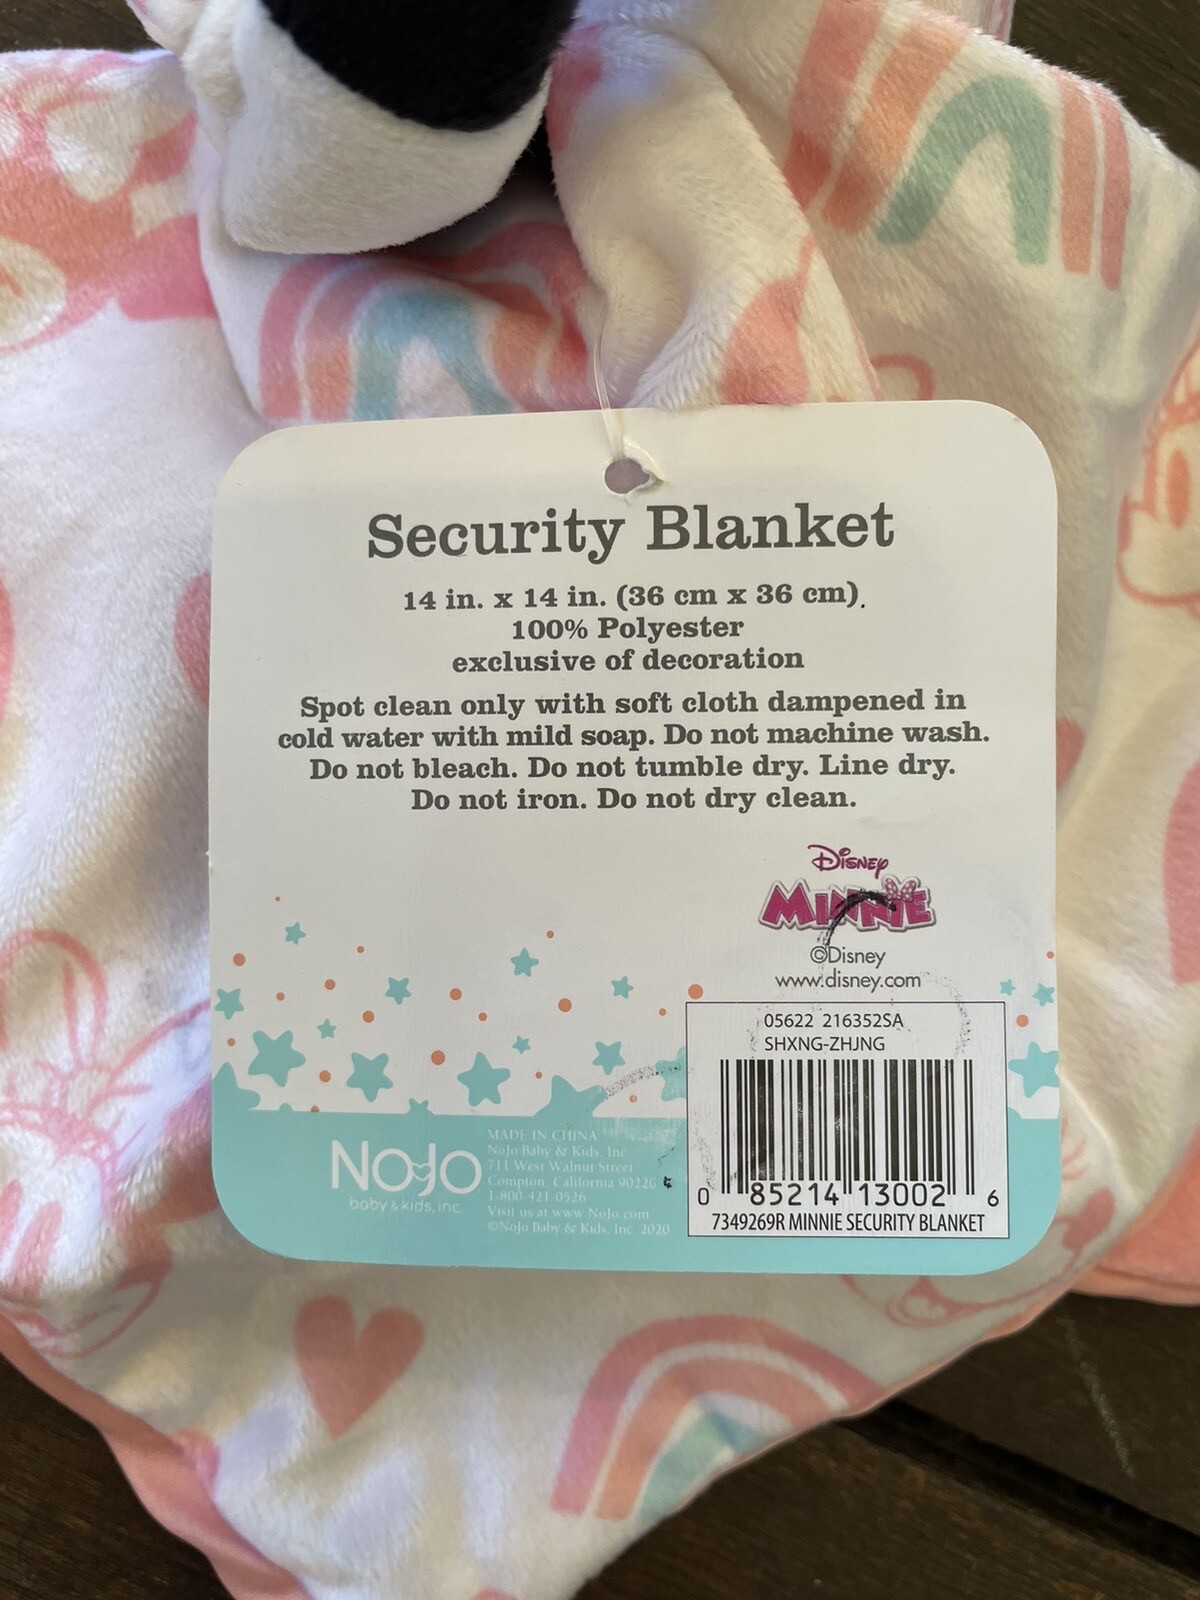 Security Blanket
14 in. x 14 in. (36 cm x 36 cm).
100% Polyester
exclusive of decoration
Spot clean only with soft cloth dampened in
cold water with mild soap. Do not machine wash.
Do not bleach. Do not tumble dry. Line dry.
Do not iron. Do not dry clean.
Disney
MINNIE
©Disney
www.disney.com
05622 216352SA
SHXNG-ZHJNG
0 85214 13002 6
7349269R MINNIE SECURITY BLANKET
NoJo
baby & kids, inc.
MADE IN CHINA
NoJo Baby & Kids, Inc
711 West Walnut Street
Compton, California 90220
1-800-421-0526
Visit us at www NoJo.com
©NoJo Baby & Kids, Inc 2020